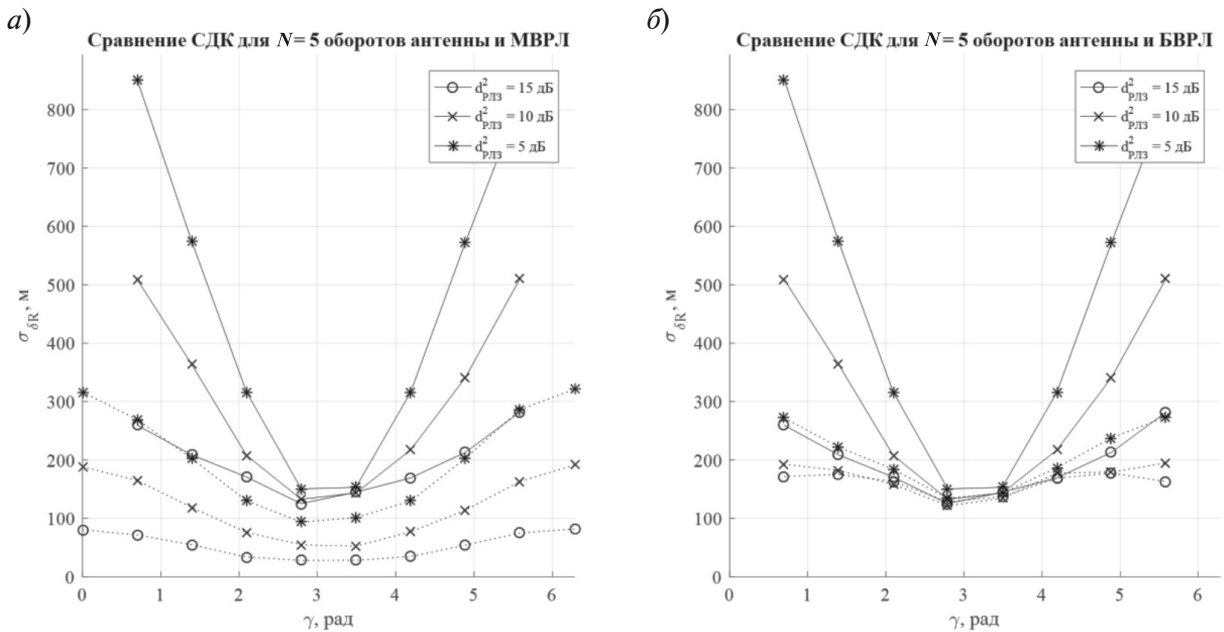 а)
Сравнение СДК для N = 5 оборотов антенны и МВРЛ
d²РЛЗ = 15 дБ
d²РЛЗ = 10 дБ
d²РЛЗ = 5 дБ
σδR, м
800
700
600
500
400
300
200
100
0
0 1 2 3 4 5 6
γ, рад
б)
Сравнение СДК для N = 5 оборотов антенны и БВРЛ
d²РЛЗ = 15 дБ
d²РЛЗ = 10 дБ
d²РЛЗ = 5 дБ
σδR, м
800
700
600
500
400
300
200
100
0
0 1 2 3 4 5 6
γ, рад